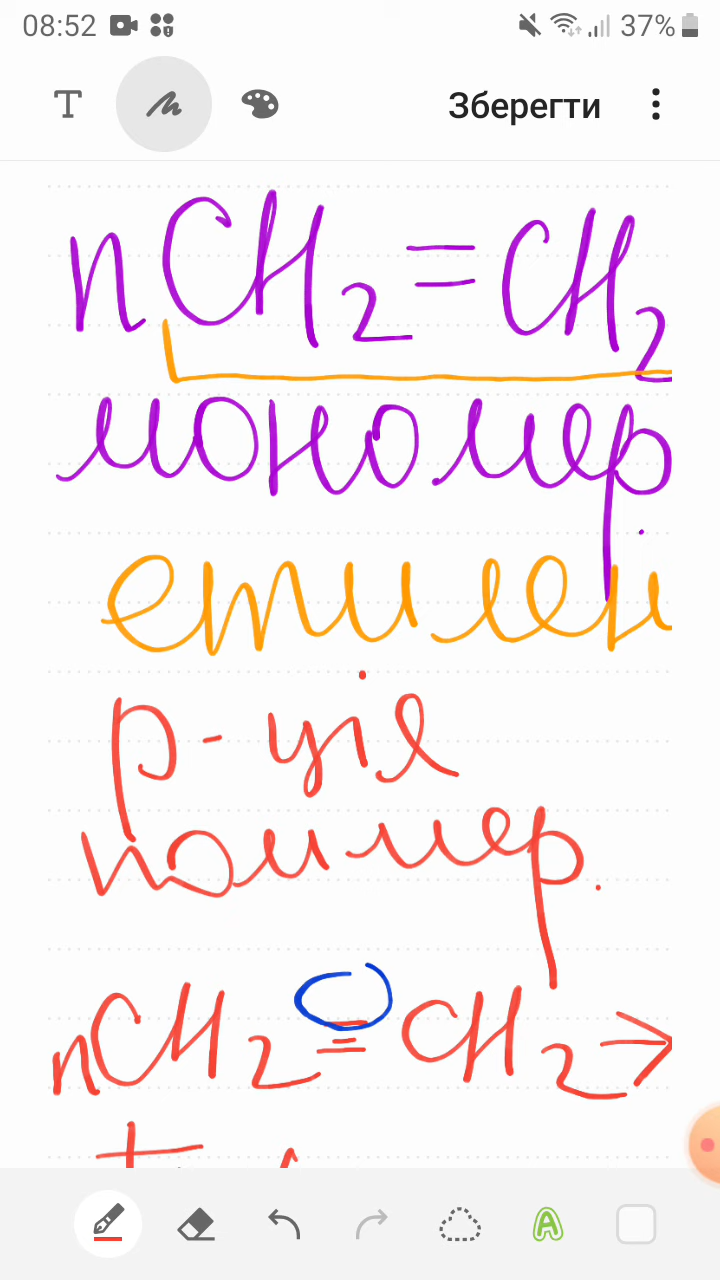 08:52 37%
T Зберегти
nCH₂=CH₂
мономер
етилен
р-ція
полімер.
nCH₂=CH₂→
A